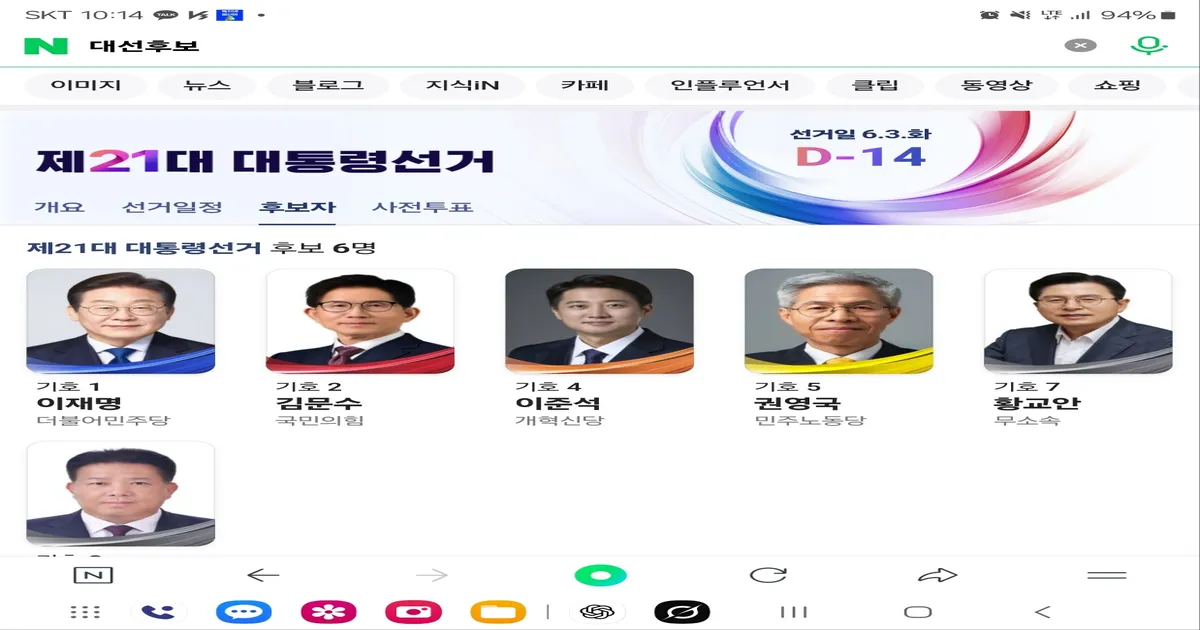 SKT 10:14 TALK
LTE 94%
N 대선후보
이미지 뉴스 블로그 지식iN 카페 인플루언서 클립 동영상 쇼핑
선거일 6.3.화
제21대 대통령선거 D-14
개요 선거일정 후보자 사전투표
제21대 대통령선거 후보 6명
기호 1 기호 2 기호 4 기호 5 기호 7
이재명 김문수 이준석 권영국 황교안
더불어민주당 국민의힘 개혁신당 민주노동당 무소속
N